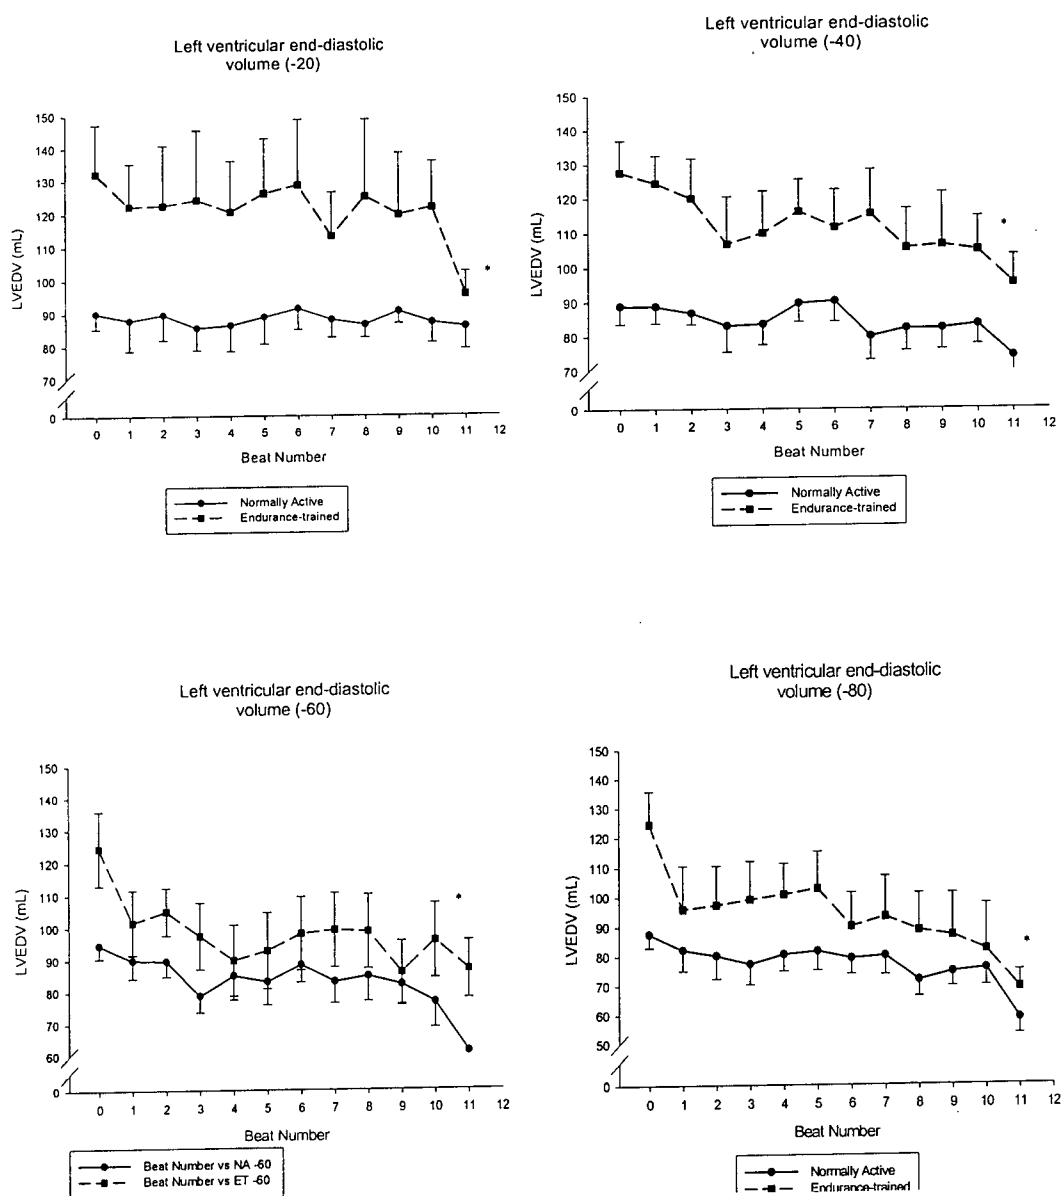 Left ventricular end-diastolic
volume (-20)
150
140
130
120
110
100
90
80
70
0
LVEDV (mL)
0 1 2 3 4 5 6 7 8 9 10 11 12
Beat Number
*
Normally Active
Endurance-trained
Left ventricular end-diastolic
volume (-40)
150
140
130
120
110
100
90
80
70
0
LVEDV (mL)
0 1 2 3 4 5 6 7 8 9 10 11 12
Beat Number
*
Normally Active
Endurance-trained
Left ventricular end-diastolic
volume (-60)
150
140
130
120
110
100
90
80
70
60
0
LVEDV (mL)
0 1 2 3 4 5 6 7 8 9 10 11 12
Beat Number
*
Beat Number vs NA -60
Beat Number vs ET -60
Left ventricular end-diastolic
volume (-80)
150
140
130
120
110
100
90
80
70
60
50
0
LVEDV (mL)
0 1 2 3 4 5 6 7 8 9 10 11 12
Beat Number
*
Normally Active
Endurance-trained